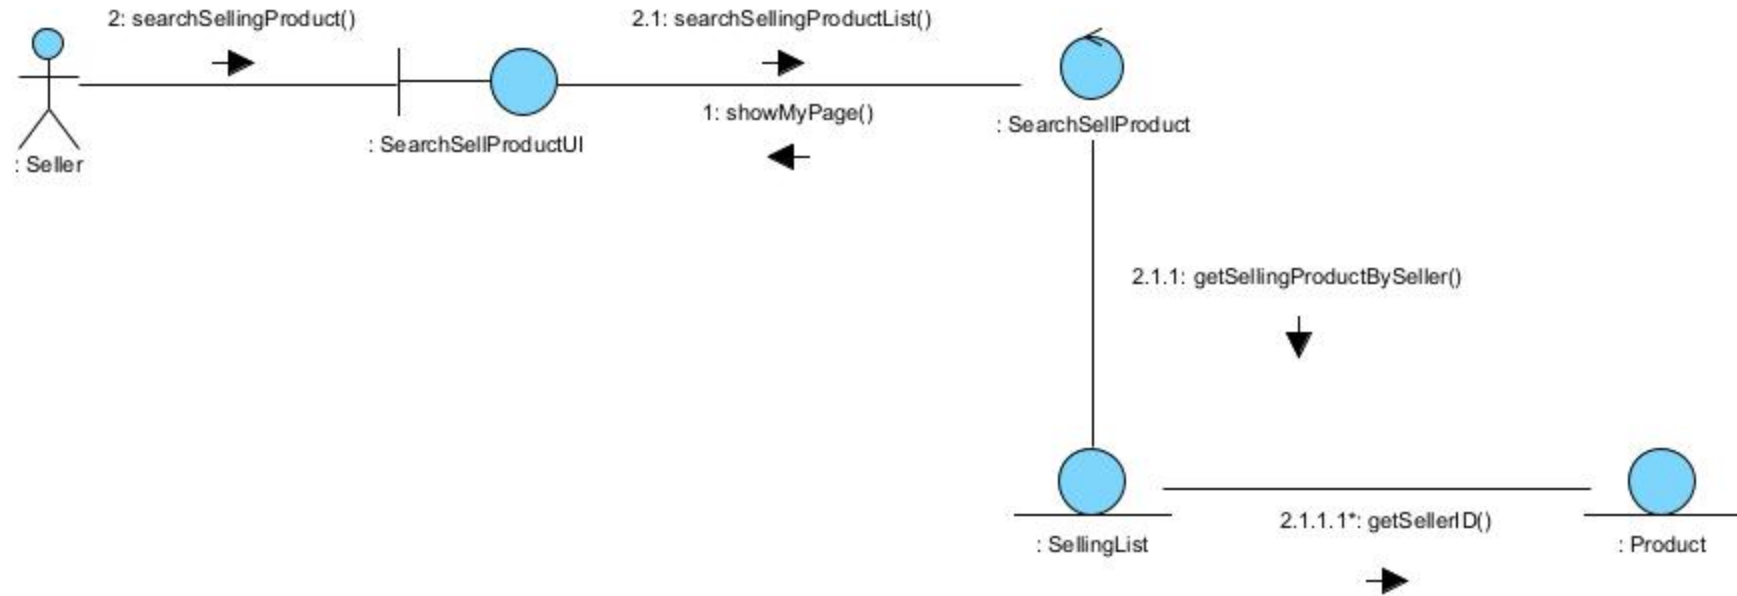 2: searchSellingProduct()
2.1: searchSellingProductList()
1: showMyPage()
: Seller
: SearchSellProductUI
: SearchSellProduct
2.1.1: getSellingProductBySeller()
2.1.1.1*: getSellerID()
: SellingList
: Product